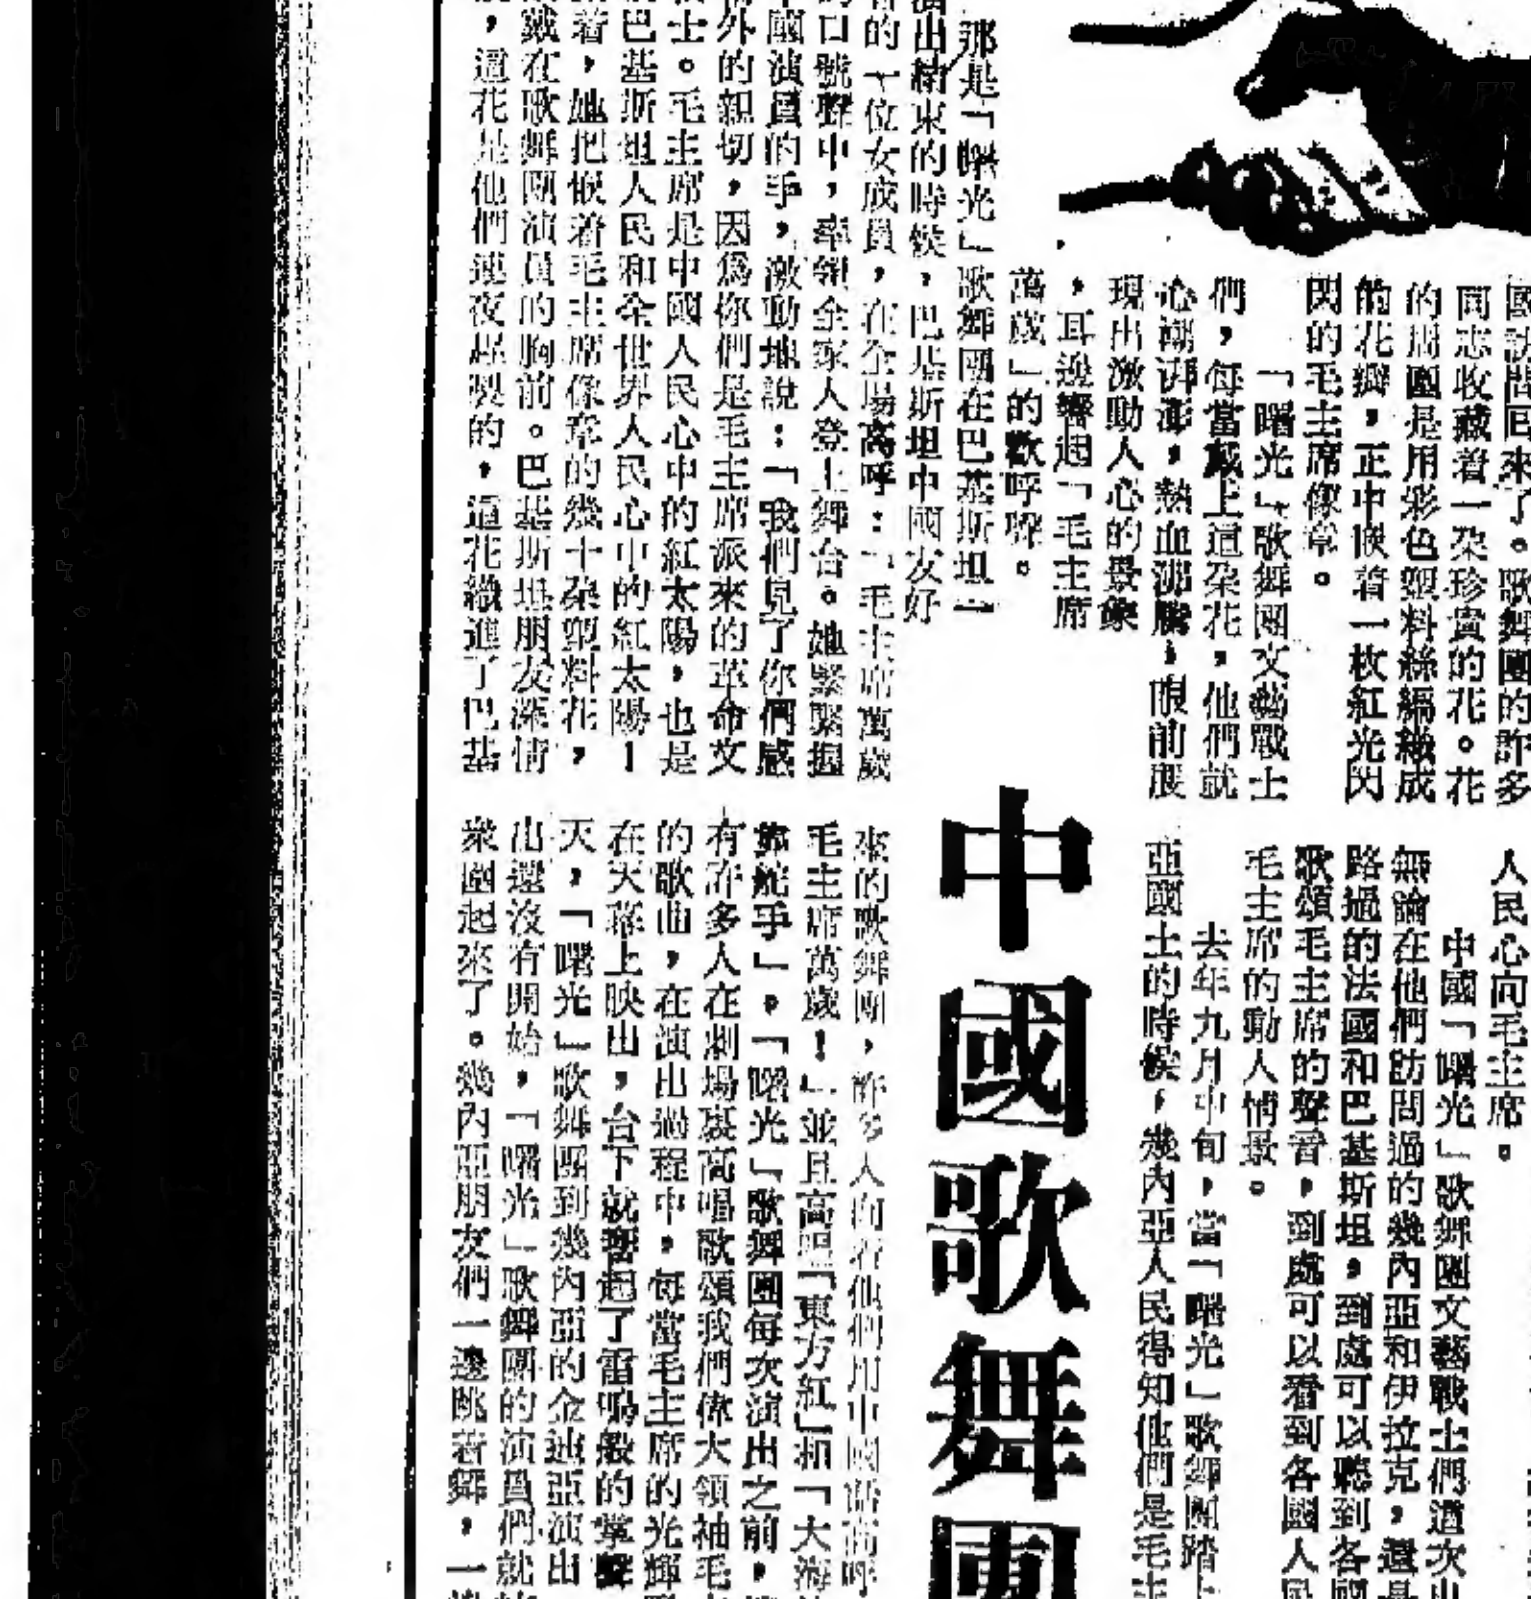 國訪問回來了。歌舞團的許多
同志收藏着一朶珍貴的花。花
的周圍是用彩色塑料絲編織成
的花瓣，正中嵌着一枚紅光閃
閃的毛主席像章。
「曙光」歌舞團文藝戰士
們，每當戴上這朶花，他們就
心潮湃澎，熱血沸騰，眼前展
現出激動人心的景象
，耳邊響起「毛主席
萬歲」的歡呼聲。
那是「曙光」歌舞團在巴基斯坦一
演出結束的時候，巴基斯坦中國友好
的一位女成員，在全場高呼：「毛主席萬歲
口號聲中，率領全家人登上舞台。她緊緊握
國演員的手，激動地說：「我們見了你們感
外的親切，因爲你們是毛主席派來的革命文
士。毛主席是中國人民心中的紅太陽，也是
巴基斯坦人民和全世界人民心中的紅太陽！
着，她把嵌着毛主席像章的幾十朶塑料花，
戴在歌舞團演員的胸前。巴基斯坦朋友深情
，這花是他們連夜趕製的，這花織進了巴基
中國歌舞團
人民心向毛主席。
中國「曙光」歌舞團文藝戰士們這次出
無論在他們訪問過的幾內亞和伊拉克，還是
路過的法國和巴基斯坦，到處可以聽到各國
歌頌毛主席的聲音，到處可以看到各國人民
毛主席的動人情景。
去年九月中旬，當「曙光」歌舞團踏上
亞國土的時候，幾內亞人民得知他們是毛主
來的歌舞團，許多人向着他們用中國話高呼
毛主席萬歲！」並且高唱「東方紅」和「大海
靠舵手」。「曙光」歌舞團每次演出之前，
有許多人在劇場裏高唱歌頌我們偉大領袖毛
的歌曲，在演出過程中，每當毛主席的光輝
在天幕上映出，台下就響起了雷鳴般的掌聲
天，「曙光」歌舞團到幾內亞的金迪亞演出
出還沒有開始，「曙光」歌舞團的演員們就
衆圍起來了。幾內亞朋友們一邊跳着舞，一